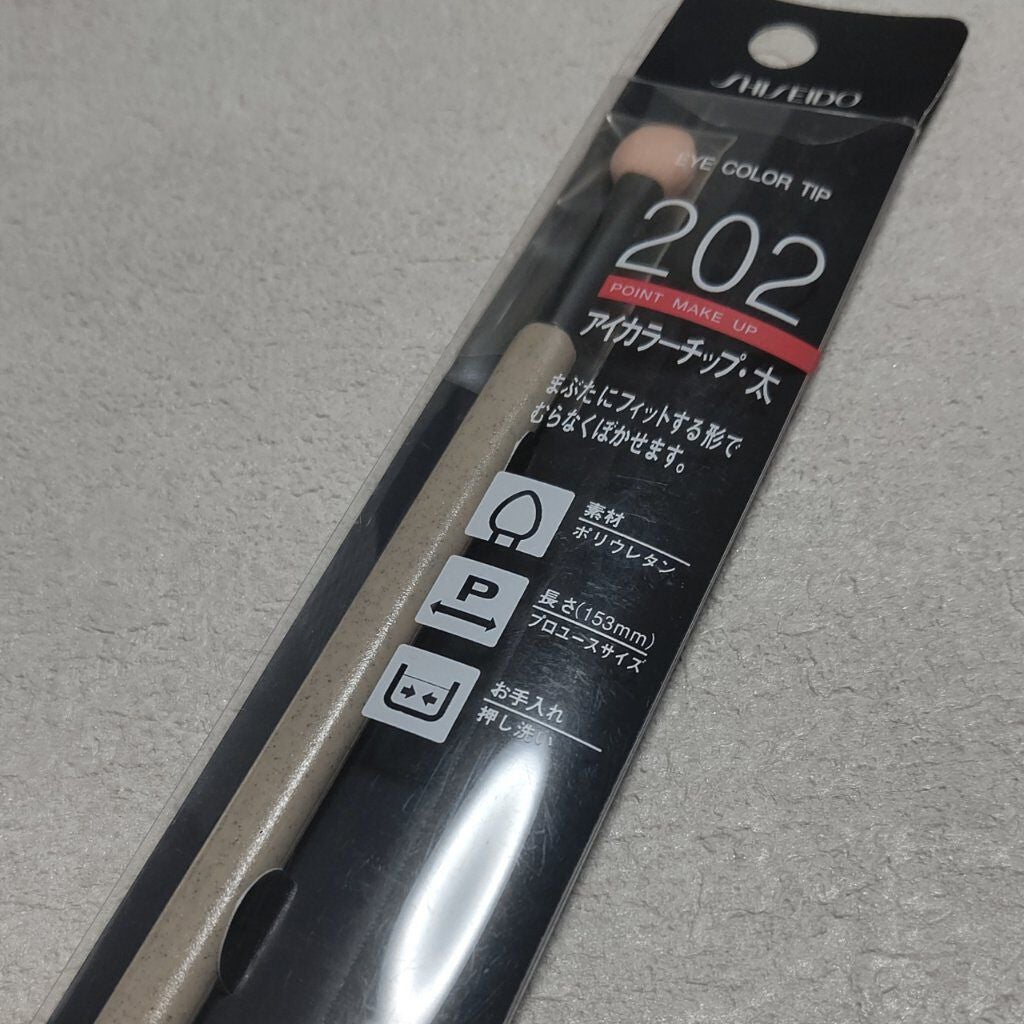 SHISEIDO
EYE COLOR TIP
202
POINT MAKE UP
アイカラーチップ・太
まぶたにフィットする形で
むらなくぼかせます。
素材
ポリウレタン
P
長さ(153mm)
プロユースサイズ
お手入れ
押し洗い